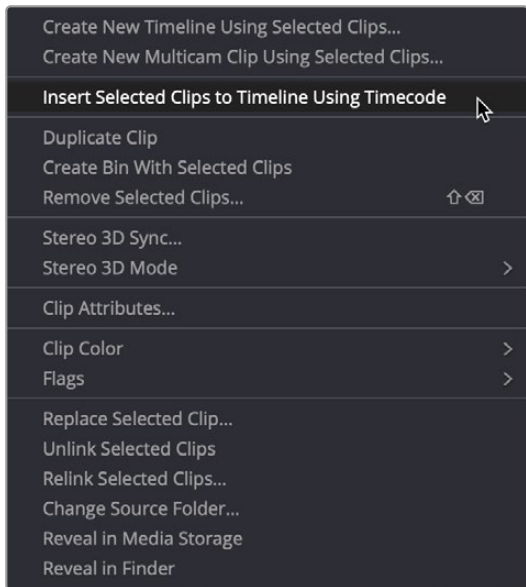 Create New Timeline Using Selected Clips...
Create New Multicam Clip Using Selected Clips...
Insert Selected Clips to Timeline Using Timecode
Duplicate Clip
Create Bin With Selected Clips
Remove Selected Clips... ⇧⌫
Stereo 3D Sync...
Stereo 3D Mode >
Clip Attributes...
Clip Color >
Flags >
Replace Selected Clip...
Unlink Selected Clips
Relink Selected Clips...
Change Source Folder...
Reveal in Media Storage
Reveal in Finder